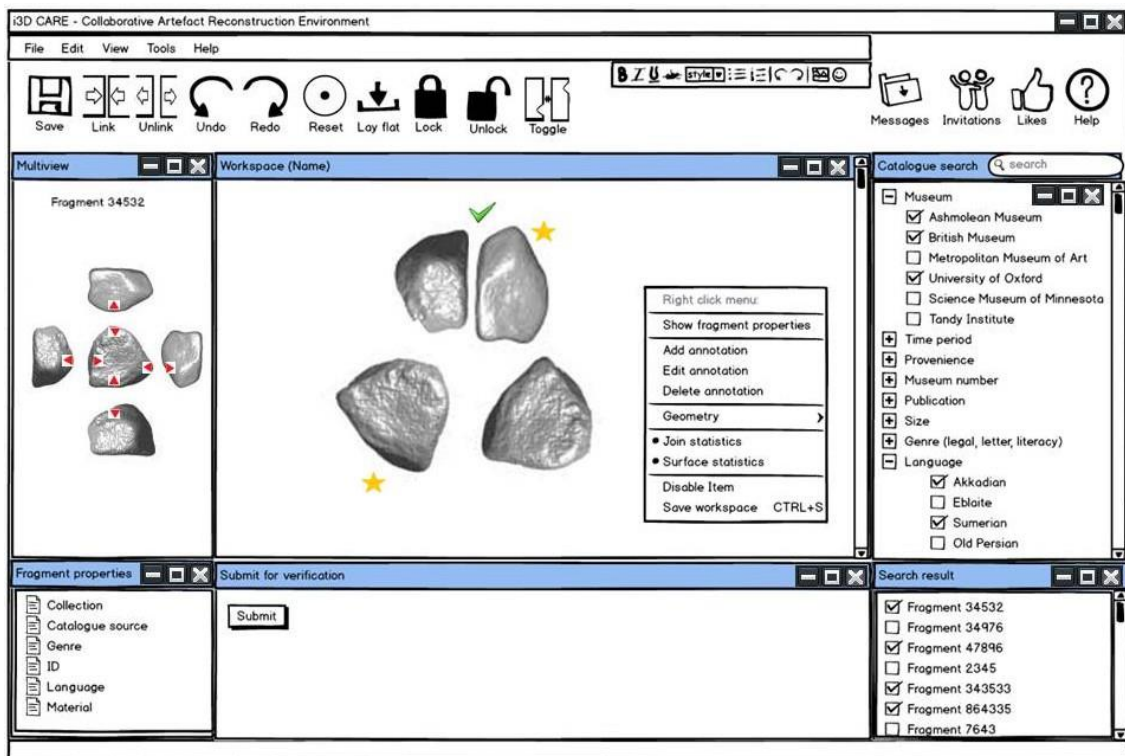 i3D CARE - Collaborative Artefact Reconstruction Environment
File Edit View Tools Help
B I U abc style
Save Link Unlink Undo Redo Reset Lay flat Lock Unlock Toggle
Messages Invitations Likes Help
Multiview
Fragment 34532
Workspace (Name)
Right click menu:
Show fragment properties
Add annotation
Edit annotation
Delete annotation
Geometry
Join statistics
Surface statistics
Disable Item
Save workspace CTRL+S
Catalogue search search
Museum
Ashmolean Museum
British Museum
Metropolitan Museum of Art
University of Oxford
Science Museum of Minnesota
Tandy Institute
Time period
Provenience
Museum number
Publication
Size
Genre (legal, letter, literacy)
Language
Akkadian
Eblaite
Sumerian
Old Persian
Fragment properties
Collection
Catalogue source
Genre
ID
Language
Material
Submit for verification
Submit
Search result
Fragment 34532
Fragment 34976
Fragment 47896
Fragment 2345
Fragment 343533
Fragment 864335
Fragment 7643